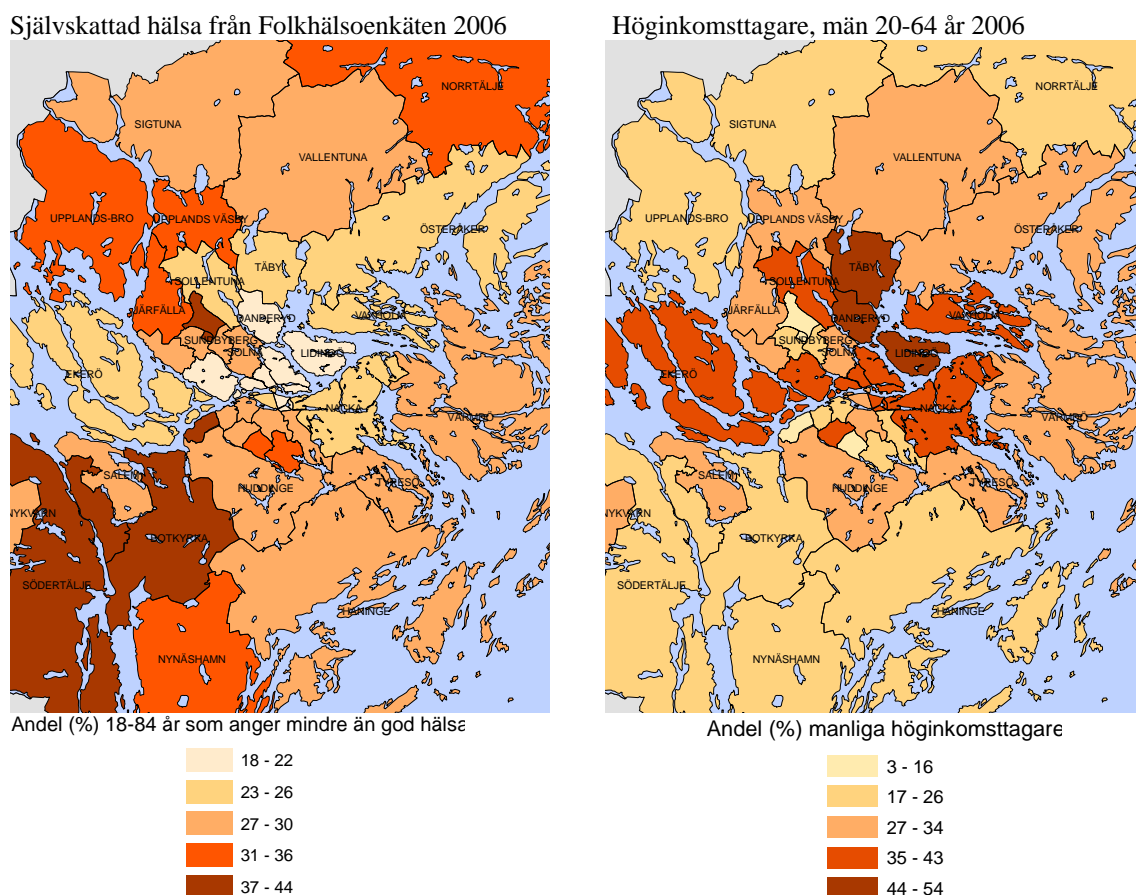 Självskattad hälsa från Folkhälsoenkäten 2006
NORRTÄLJE
SIGTUNA
VALLENTUNA
UPPLANDS-BRO
UPPLANDS VÄSBY
ÖSTERÅKER
TÄBY
SOLLENTUNA
JÄRFÄLLA
DANDERYD
VAXHOLM
SUNDBYBERG
SOLNA
LIDINGÖ
EKERÖ
NACKA
VÄRMDÖ
SALEM
HUDDINGE
TYRESÖ
NYKVARN
BOTKYRKA
SÖDERTÄLJE
HANINGE
NYNÄSHAMN
Andel (%) 18-84 år som anger mindre än god hälsa
18 - 22
23 - 26
27 - 30
31 - 36
37 - 44
Höginkomsttagare, män 20-64 år 2006
NORRTÄLJE
SIGTUNA
VALLENTUNA
UPPLANDS-BRO
UPPLANDS VÄSBY
ÖSTERÅKER
TÄBY
SOLLENTUNA
JÄRFÄLLA
DANDERYD
VAXHOLM
SUNDBYBERG
SOLNA
LIDINGÖ
EKERÖ
NACKA
VÄRMDÖ
SALEM
HUDDINGE
TYRESÖ
NYKVARN
BOTKYRKA
SÖDERTÄLJE
HANINGE
NYNÄSHAMN
Andel (%) manliga höginkomsttagare
3 - 16
17 - 26
27 - 34
35 - 43
44 - 54